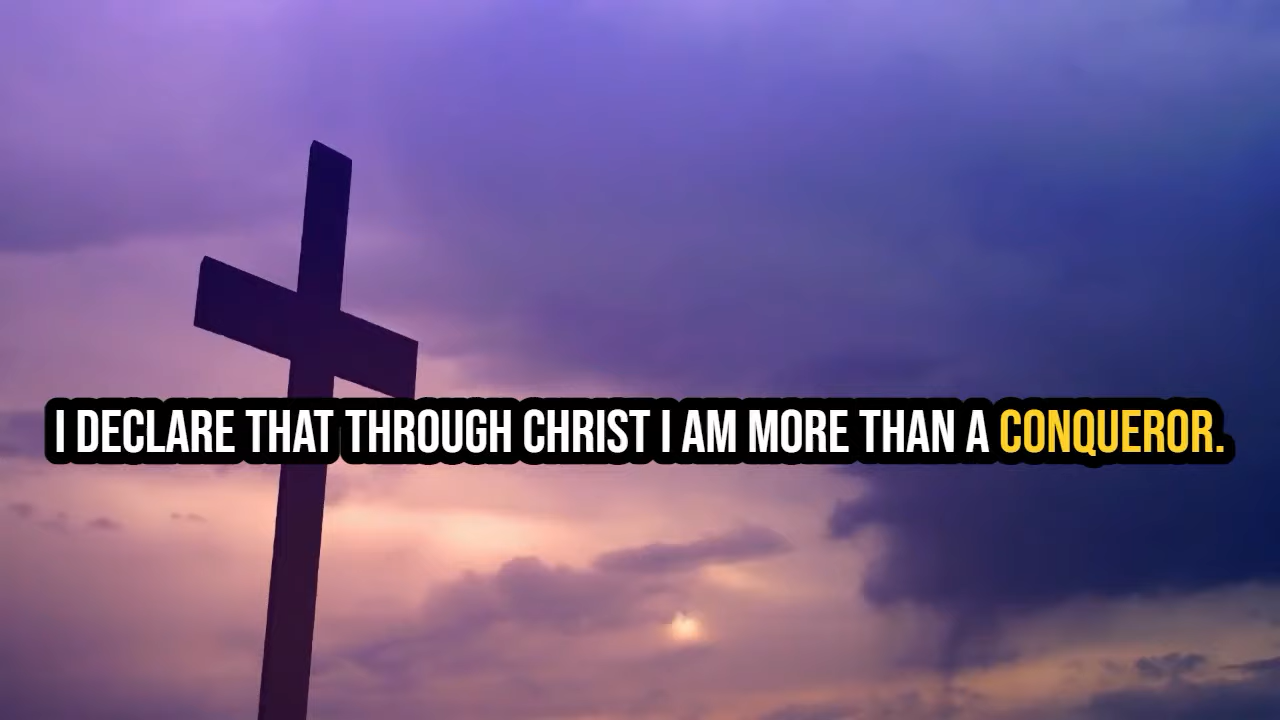 I DECLARE THAT THROUGH CHRIST I AM MORE THAN A CONQUEROR.